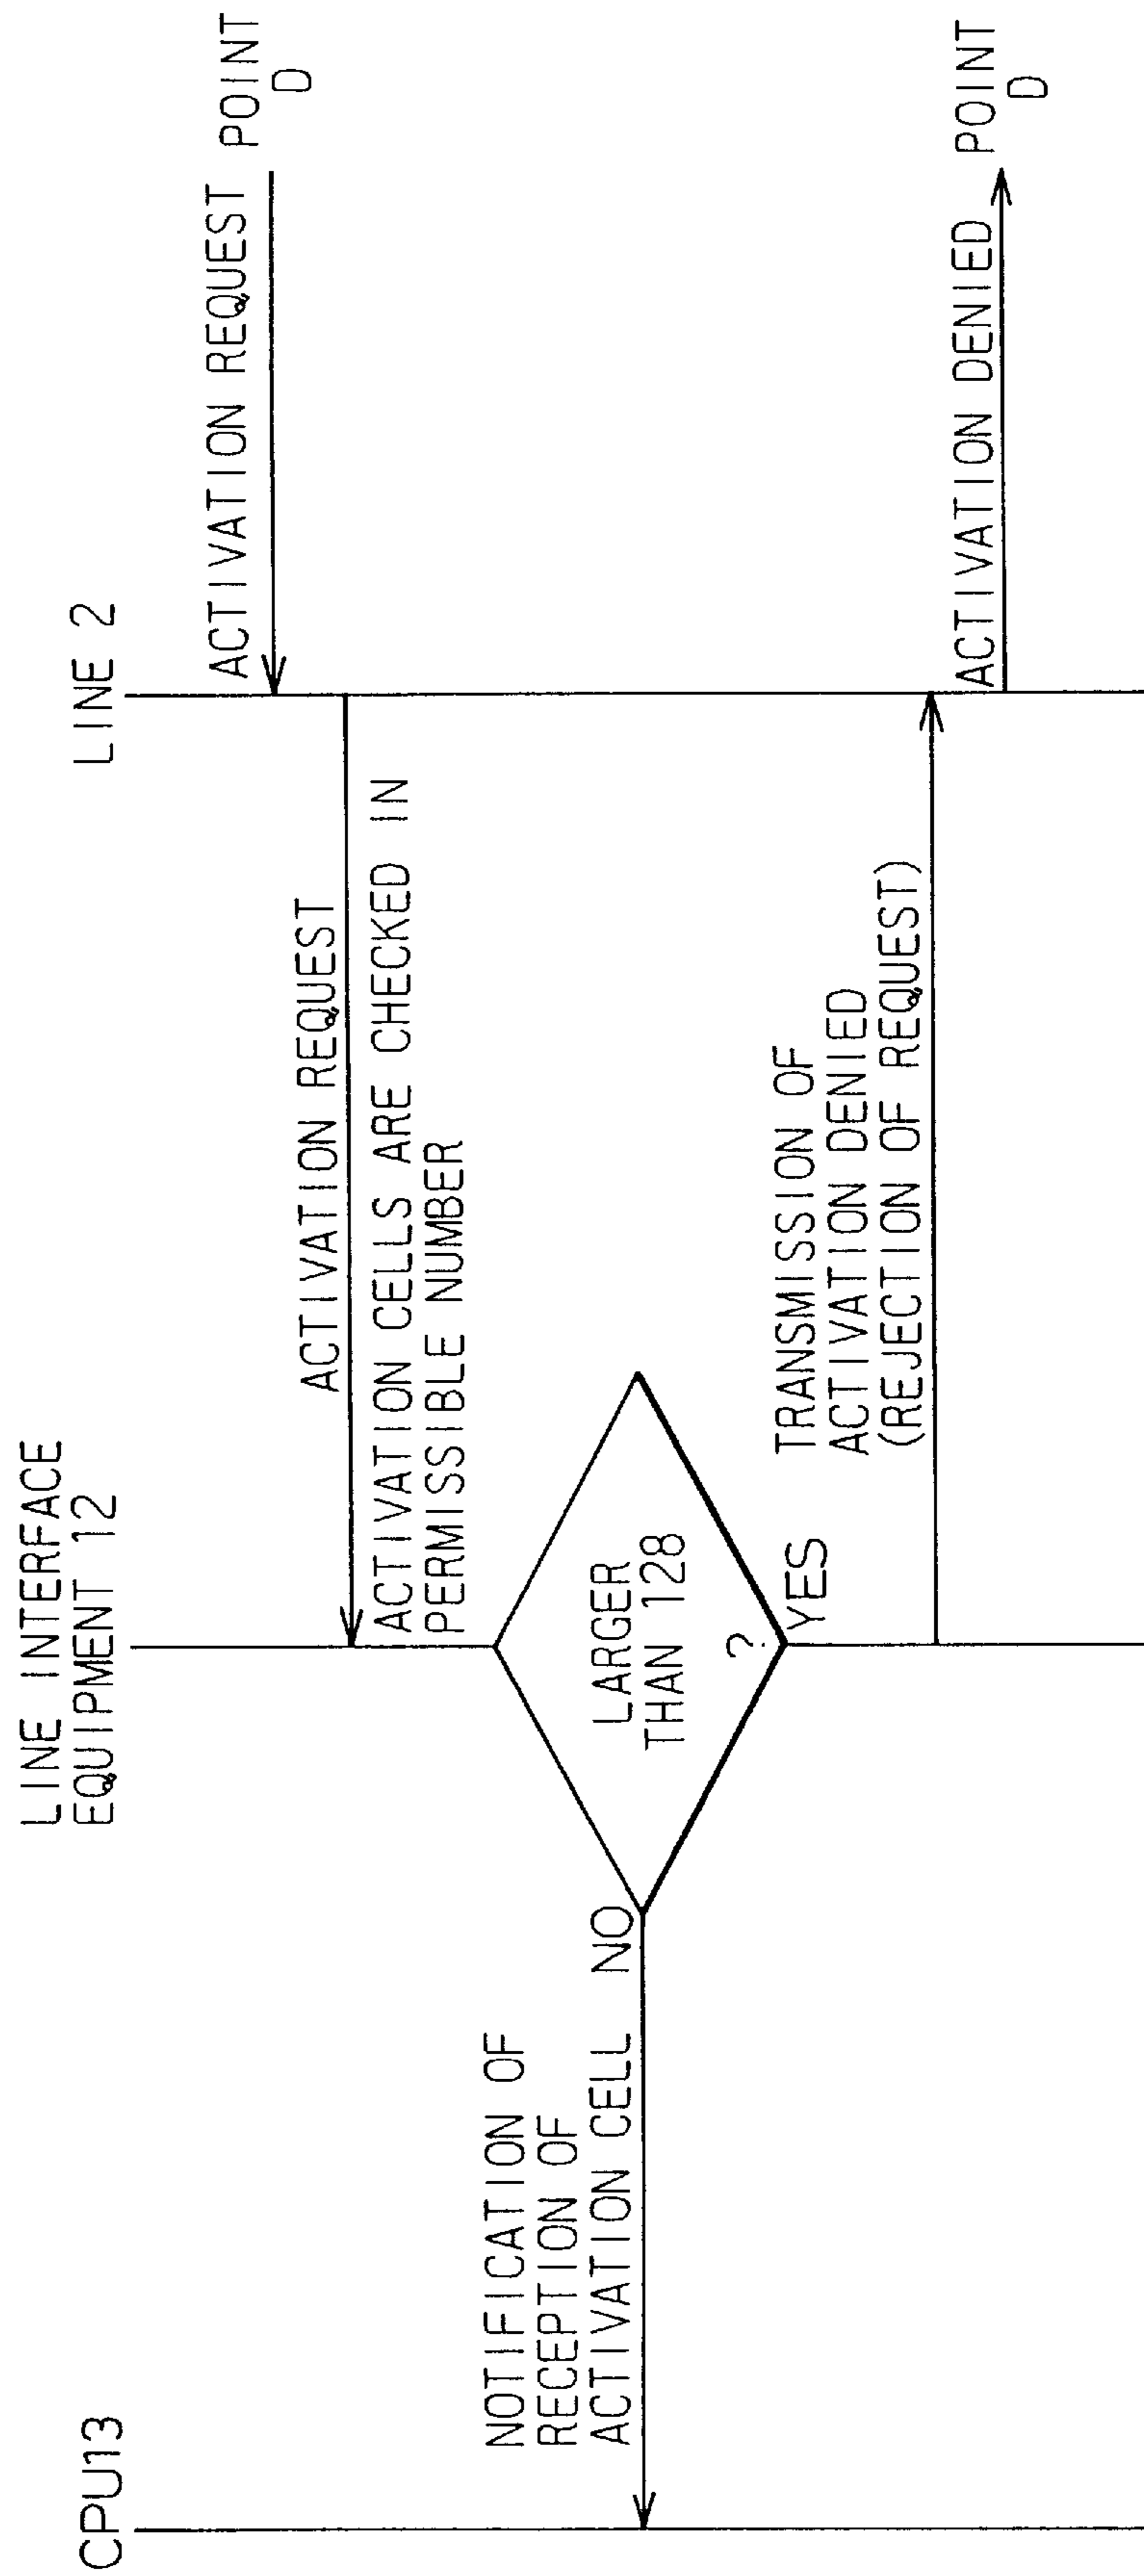 CPU13
LINE INTERFACE
EQUIPMENT 12
LINE 2
ACTIVATION REQUEST
POINT
D
ACTIVATION REQUEST
ACTIVATION CELLS ARE CHECKED IN
PERMISSIBLE NUMBER
LARGER
THAN 128
?
NO
NOTIFICATION OF
RECEPTION OF
ACTIVATION CELL
YES
TRANSMISSION OF
ACTIVATION DENIED
(REJECTION OF REQUEST)
ACTIVATION DENIED
POINT
D